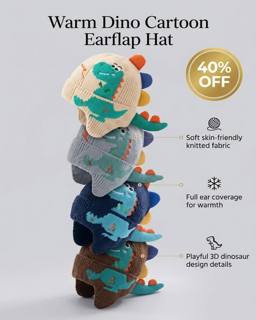 Warm Dino Cartoon
Earflap Hat
40%
OFF
Soft skin-friendly
knitted fabric
Full ear coverage
for warmth
Playful 3D dinosaur
design details